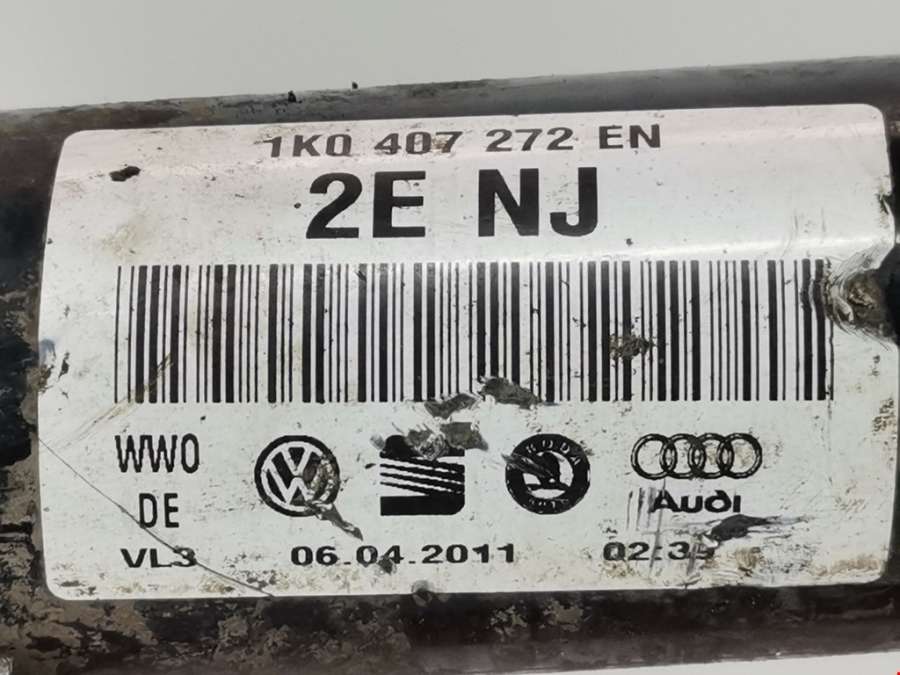 1K0 407 272 EN
2E NJ
WWO
DE
Audi
VL3 06.04.2011